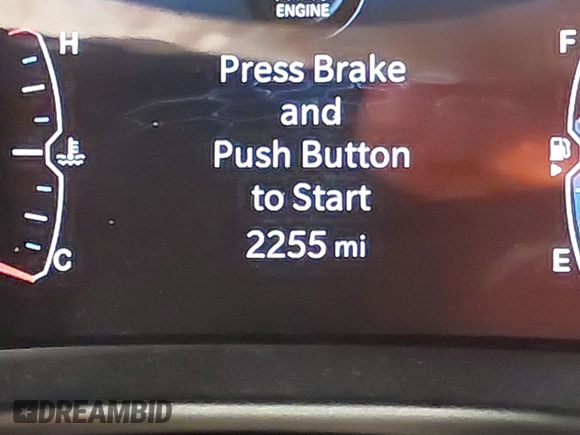 ENGINE
H
F
Press Brake
and
Push Button
to Start
2255 mi
C
E
DREAMBID